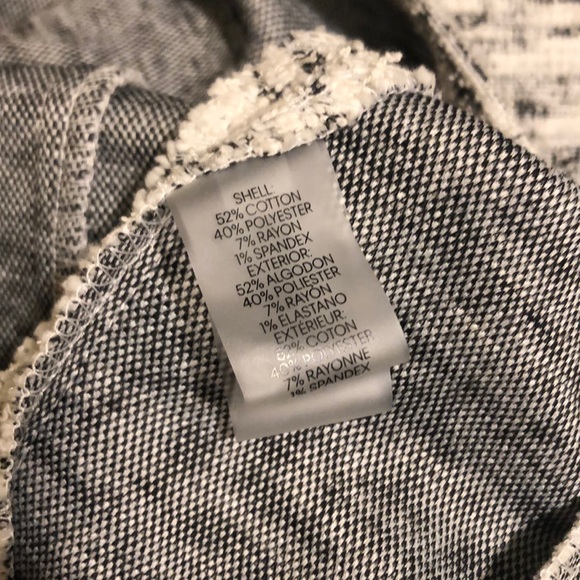 SHELL:
52% COTTON
40% POLYESTER
7% RAYON
1% SPANDEX
EXTERIOR:
52% ALGODON
40% POLIESTER
7% RAYON
1% ELASTANO
EXTÉRIEUR:
52% COTON
40% POLYESTER
7% RAYONNE
1% SPANDEX